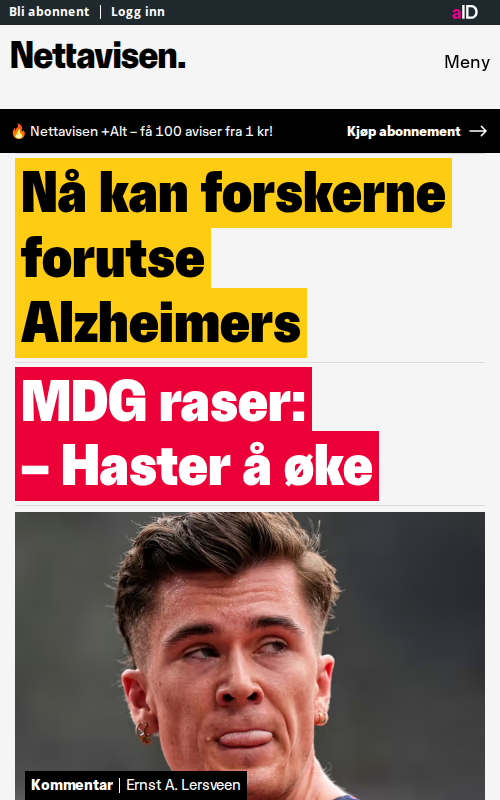 Bli abonnent | Logg inn
aID
Nettavisen.
Meny
🔥 Nettavisen +Alt – få 100 aviser fra 1 kr!
Kjøp abonnement →
Nå kan forskerne
forutse
Alzheimers
MDG raser:
– Haster å øke
Kommentar | Ernst A. Lersveen